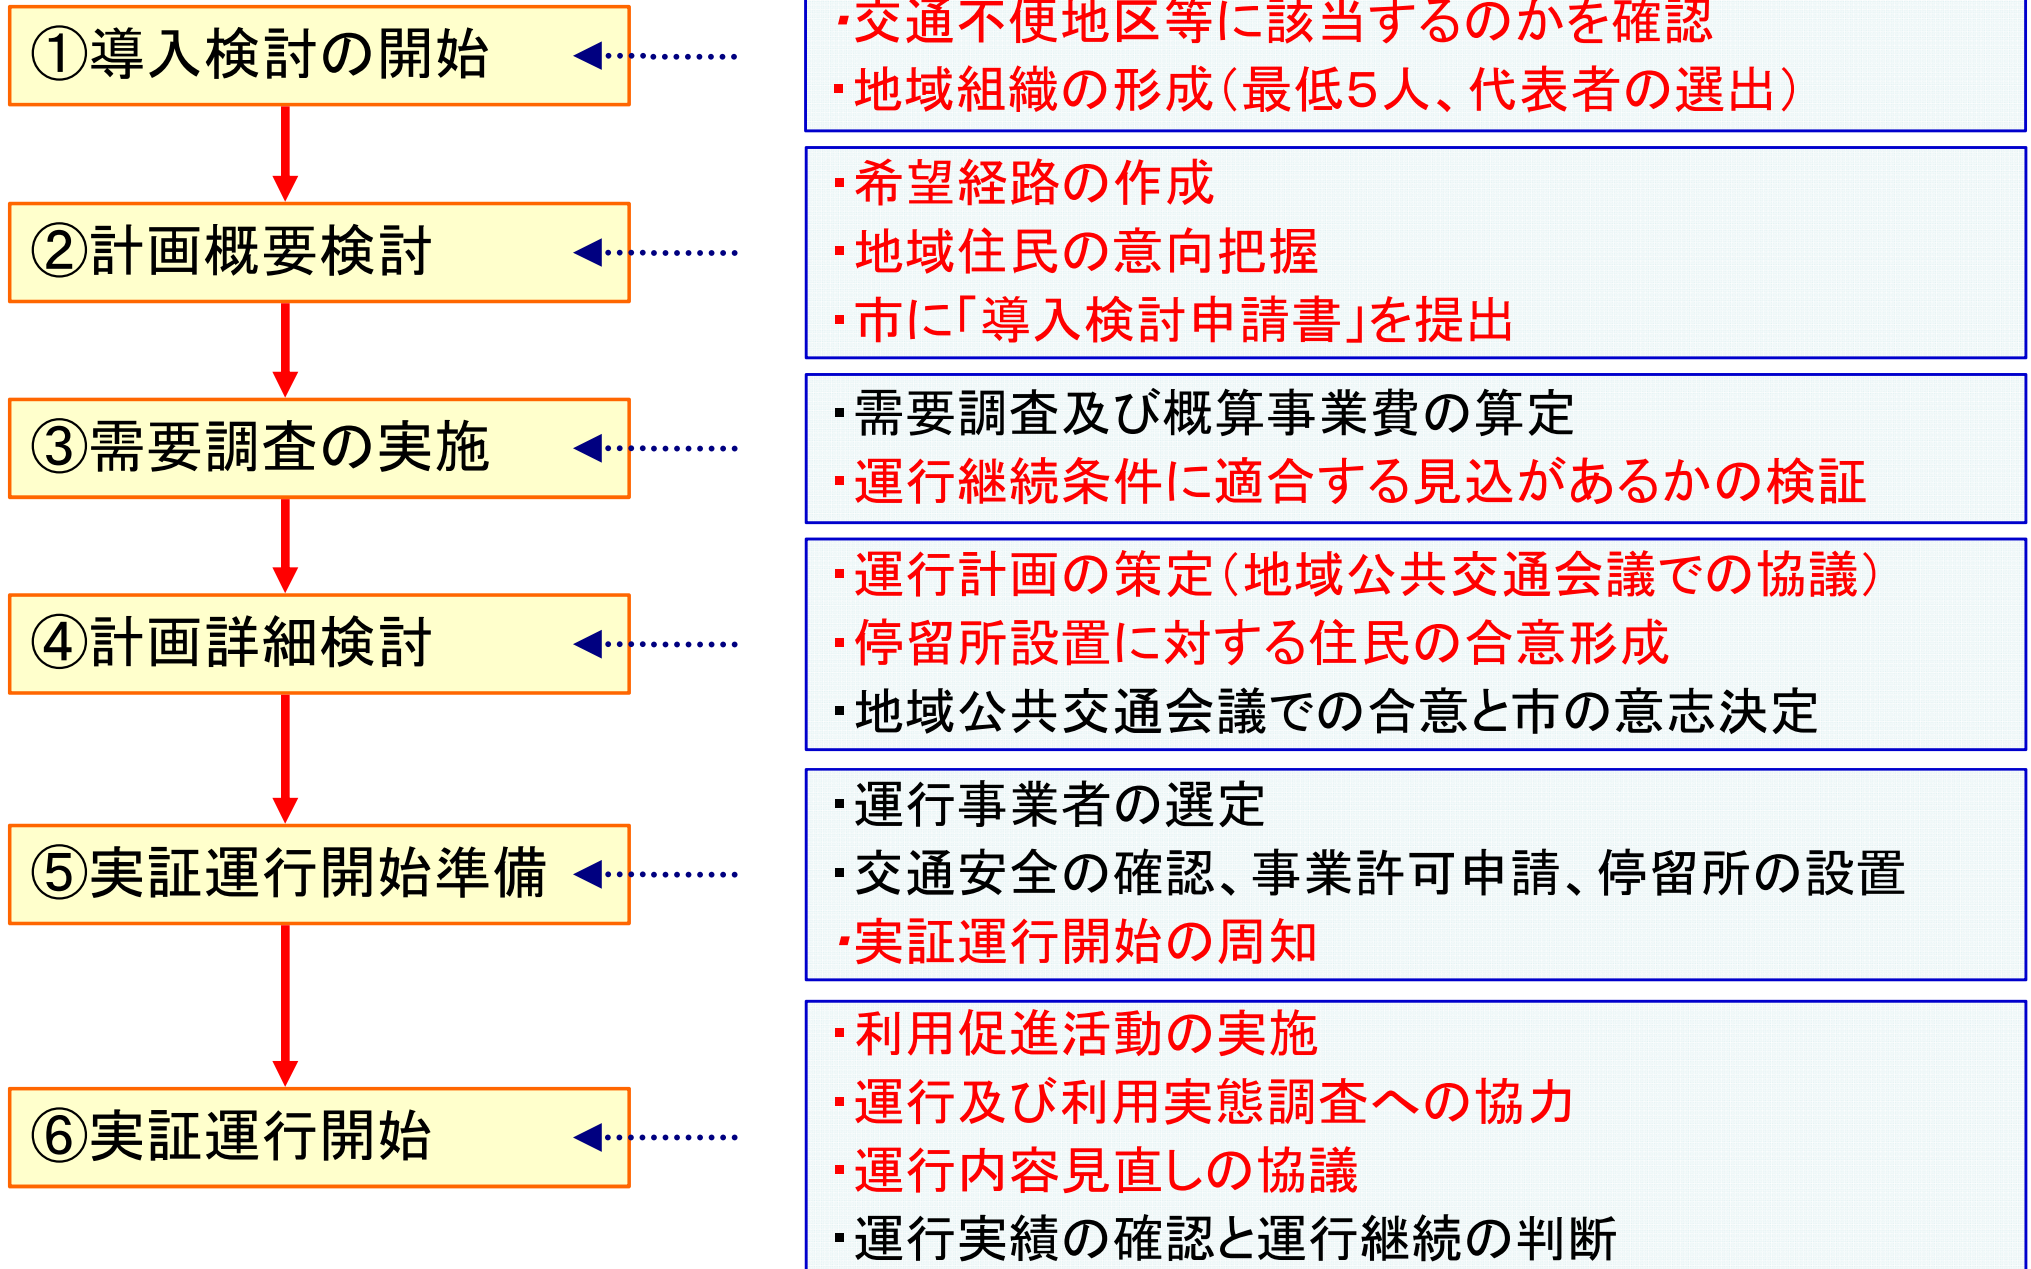 ①導入検討の開始
・交通不便地区等に該当するのかを確認
・地域組織の形成（最低５人、代表者の選出）
②計画概要検討
・希望経路の作成
・地域住民の意向把握
・市に「導入検討申請書」を提出
③需要調査の実施
・需要調査及び概算事業費の算定
・運行継続条件に適合する見込があるかの検証
④計画詳細検討
・運行計画の策定（地域公共交通会議での協議）
・停留所設置に対する住民の合意形成
・地域公共交通会議での合意と市の意志決定
⑤実証運行開始準備
・運行事業者の選定
・交通安全の確認、事業許可申請、停留所の設置
・実証運行開始の周知
⑥実証運行開始
・利用促進活動の実施
・運行及び利用実態調査への協力
・運行内容見直しの協議
・運行実績の確認と運行継続の判断